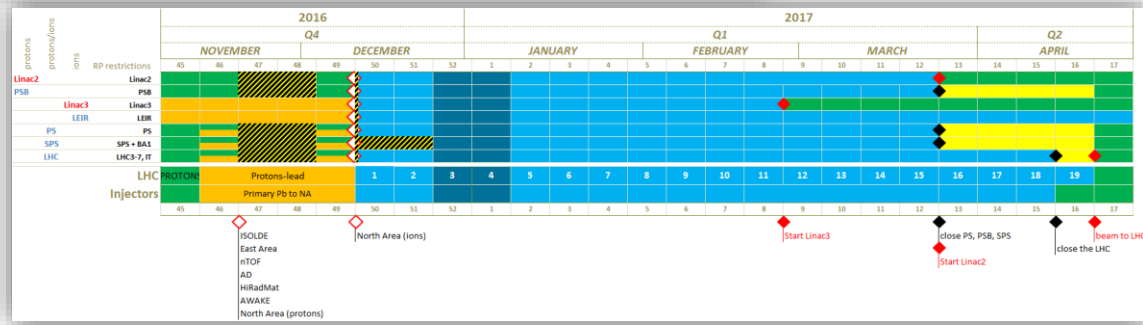 2016 2017
Q4 Q1 Q2
NOVEMBER DECEMBER JANUARY FEBRUARY MARCH APRIL
protons protons/ions ions RP restrictions 45 46 47 48 49 50 51 52 1 2 3 4 5 6 7 8 9 10 11 12 13 14 15 16 17
Linac2 Linac2
PSB PSB
Linac3 Linac3
LEIR LEIR
PS PS
SPS SPS + BA1
LHC LHC3-7, IT
LHC PROTONS Protons-lead 1 2 3 4 5 6 7 8 9 10 11 12 13 14 15 16 17 18 19
Injectors Primary Pb to NA
45 46 47 48 49 50 51 52 1 2 3 4 5 6 7 8 9 10 11 12 13 14 15 16 17
ISOLDE North Area (ions) Start Linac3 close PS, PSB, SPS beam to LHC
East Area close the LHC
nTOF Start Linac2
AD
HiRadMat
AWAKE
North Area (protons)